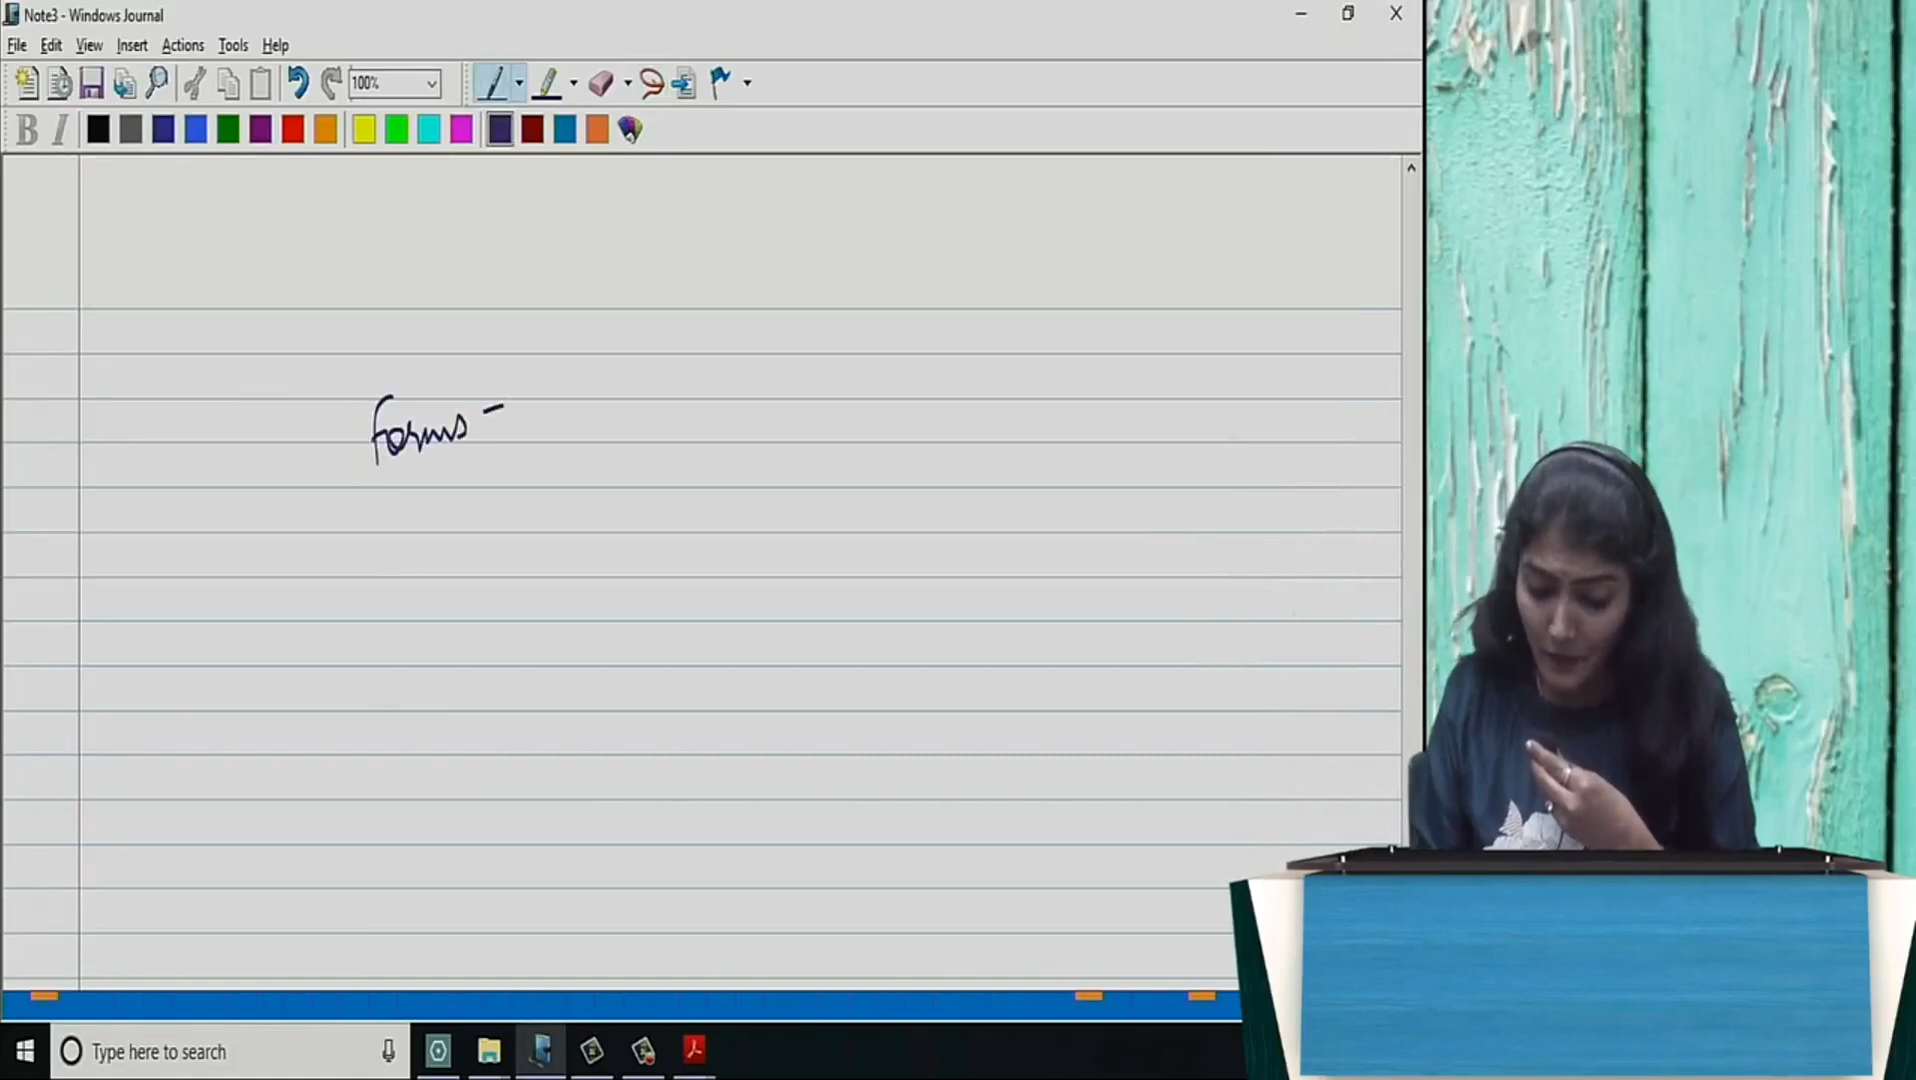 Note3 - Windows Journal
File Edit View Insert Actions Tools Help
100%
B I
forms -
Type here to search